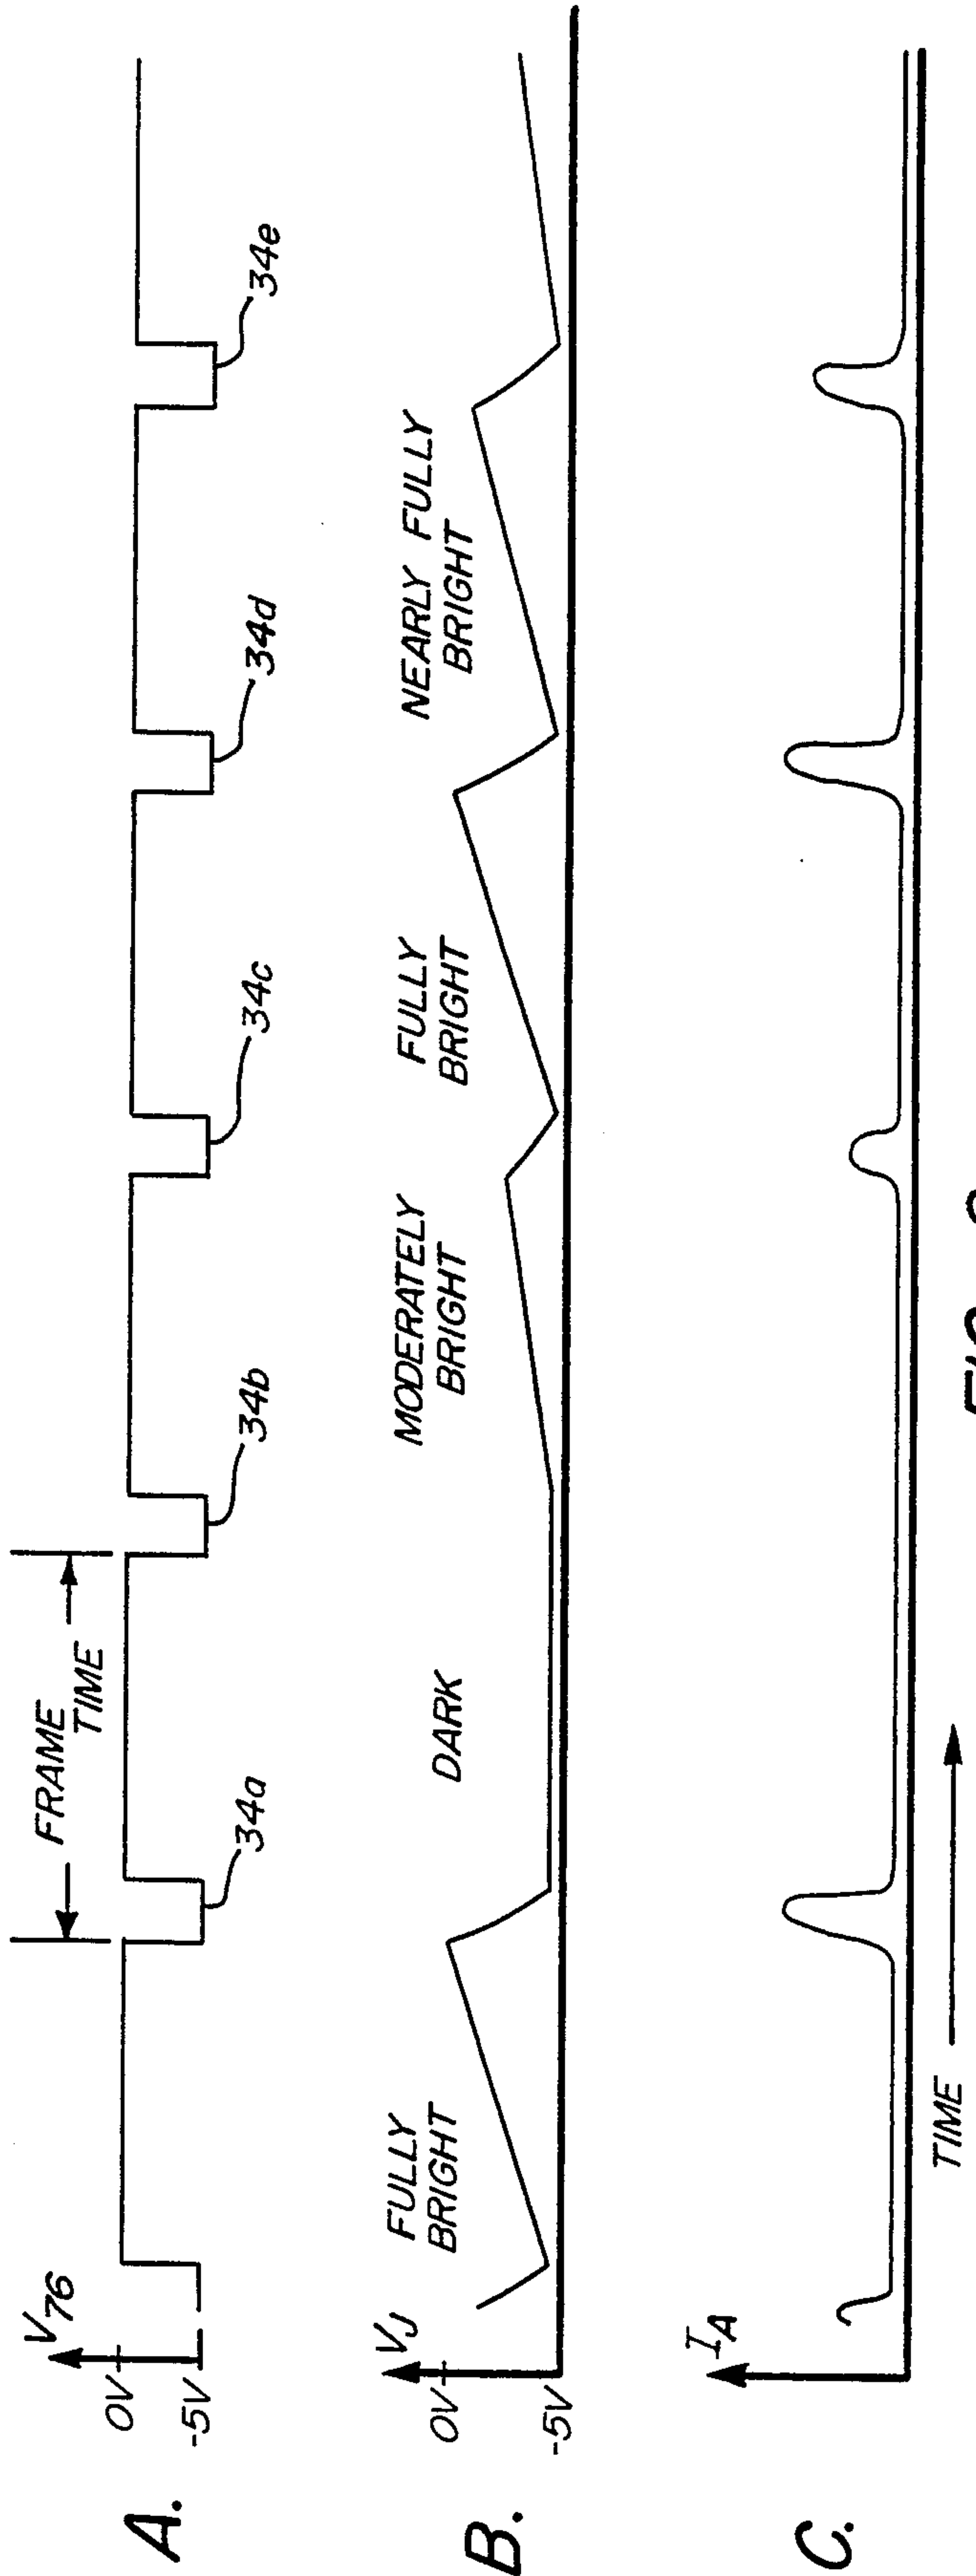 A.
V76
0V
-5V
FRAME
TIME
34a
34b
34c
34d
34e
B.
VJ
0V
-5V
FULLY
BRIGHT
DARK
MODERATELY
BRIGHT
FULLY
BRIGHT
NEARLY FULLY
BRIGHT
C.
IA
TIME